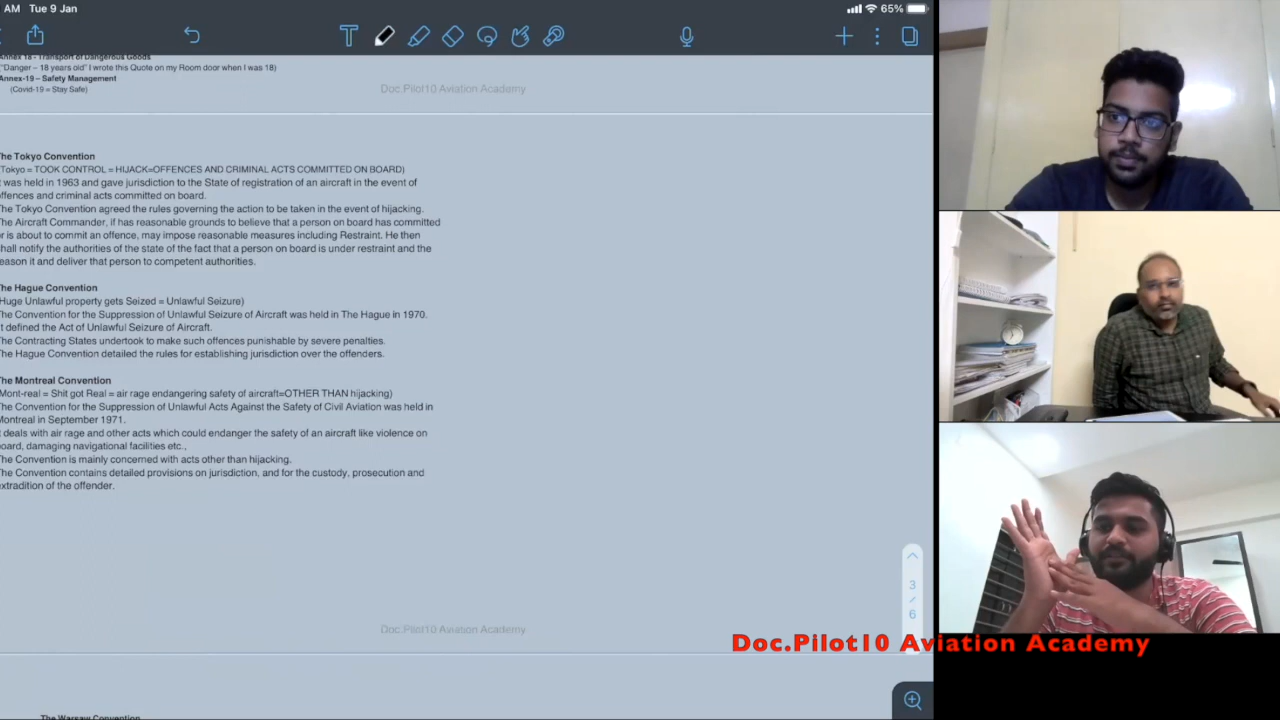 AM Tue 9 Jan
65%
Annex 18 - Transport of Dangerous Goods
("Danger – 18 years old" I wrote this Quote on my Room door when I was 18)
Annex-19 – Safety Management
(Covid-19 = Stay Safe)
Doc.Pilot10 Aviation Academy
he Tokyo Convention
Tokyo = TOOK CONTROL = HIJACK=OFFENCES AND CRIMINAL ACTS COMMITTED ON BOARD)
t was held in 1963 and gave jurisdiction to the State of registration of an aircraft in the event of
ffences and criminal acts committed on board.
he Tokyo Convention agreed the rules governing the action to be taken in the event of hijacking.
he Aircraft Commander, if has reasonable grounds to believe that a person on board has committed
or is about to commit an offence, may impose reasonable measures including Restraint. He then
hall notify the authorities of the state of the fact that a person on board is under restraint and the
eason it and deliver that person to competent authorities.
he Hague Convention
Huge Unlawful property gets Seized = Unlawful Seizure)
he Convention for the Suppression of Unlawful Seizure of Aircraft was held in The Hague in 1970.
t defined the Act of Unlawful Seizure of Aircraft.
he Contracting States undertook to make such offences punishable by severe penalties.
he Hague Convention detailed the rules for establishing jurisdiction over the offenders.
he Montreal Convention
Mont-real = Shit got Real = air rage endangering safety of aircraft=OTHER THAN hijacking)
he Convention for the Suppression of Unlawful Acts Against the Safety of Civil Aviation was held in
Montreal in September 1971.
t deals with air rage and other acts which could endanger the safety of an aircraft like violence on
oard, damaging navigational facilities etc.,
he Convention is mainly concerned with acts other than hijacking.
he Convention contains detailed provisions on jurisdiction, and for the custody, prosecution and
xtradition of the offender.
3
/
6
Doc.Pilot10 Aviation Academy
Doc.Pilot10 Aviation Academy
The Warsaw Convention